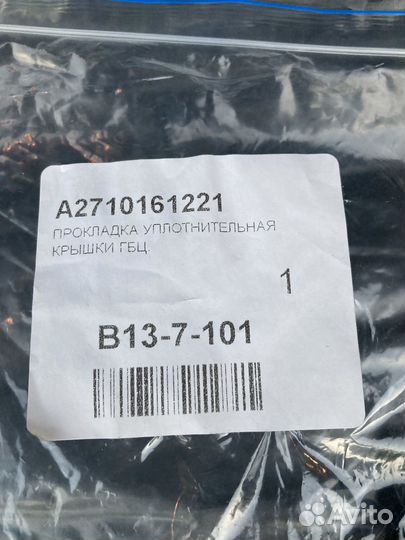 A2710161221
ПРОКЛАДКА УПЛОТНИТЕЛЬНАЯ
КРЫШКИ ГБЦ.
1
B13-7-101
Avito